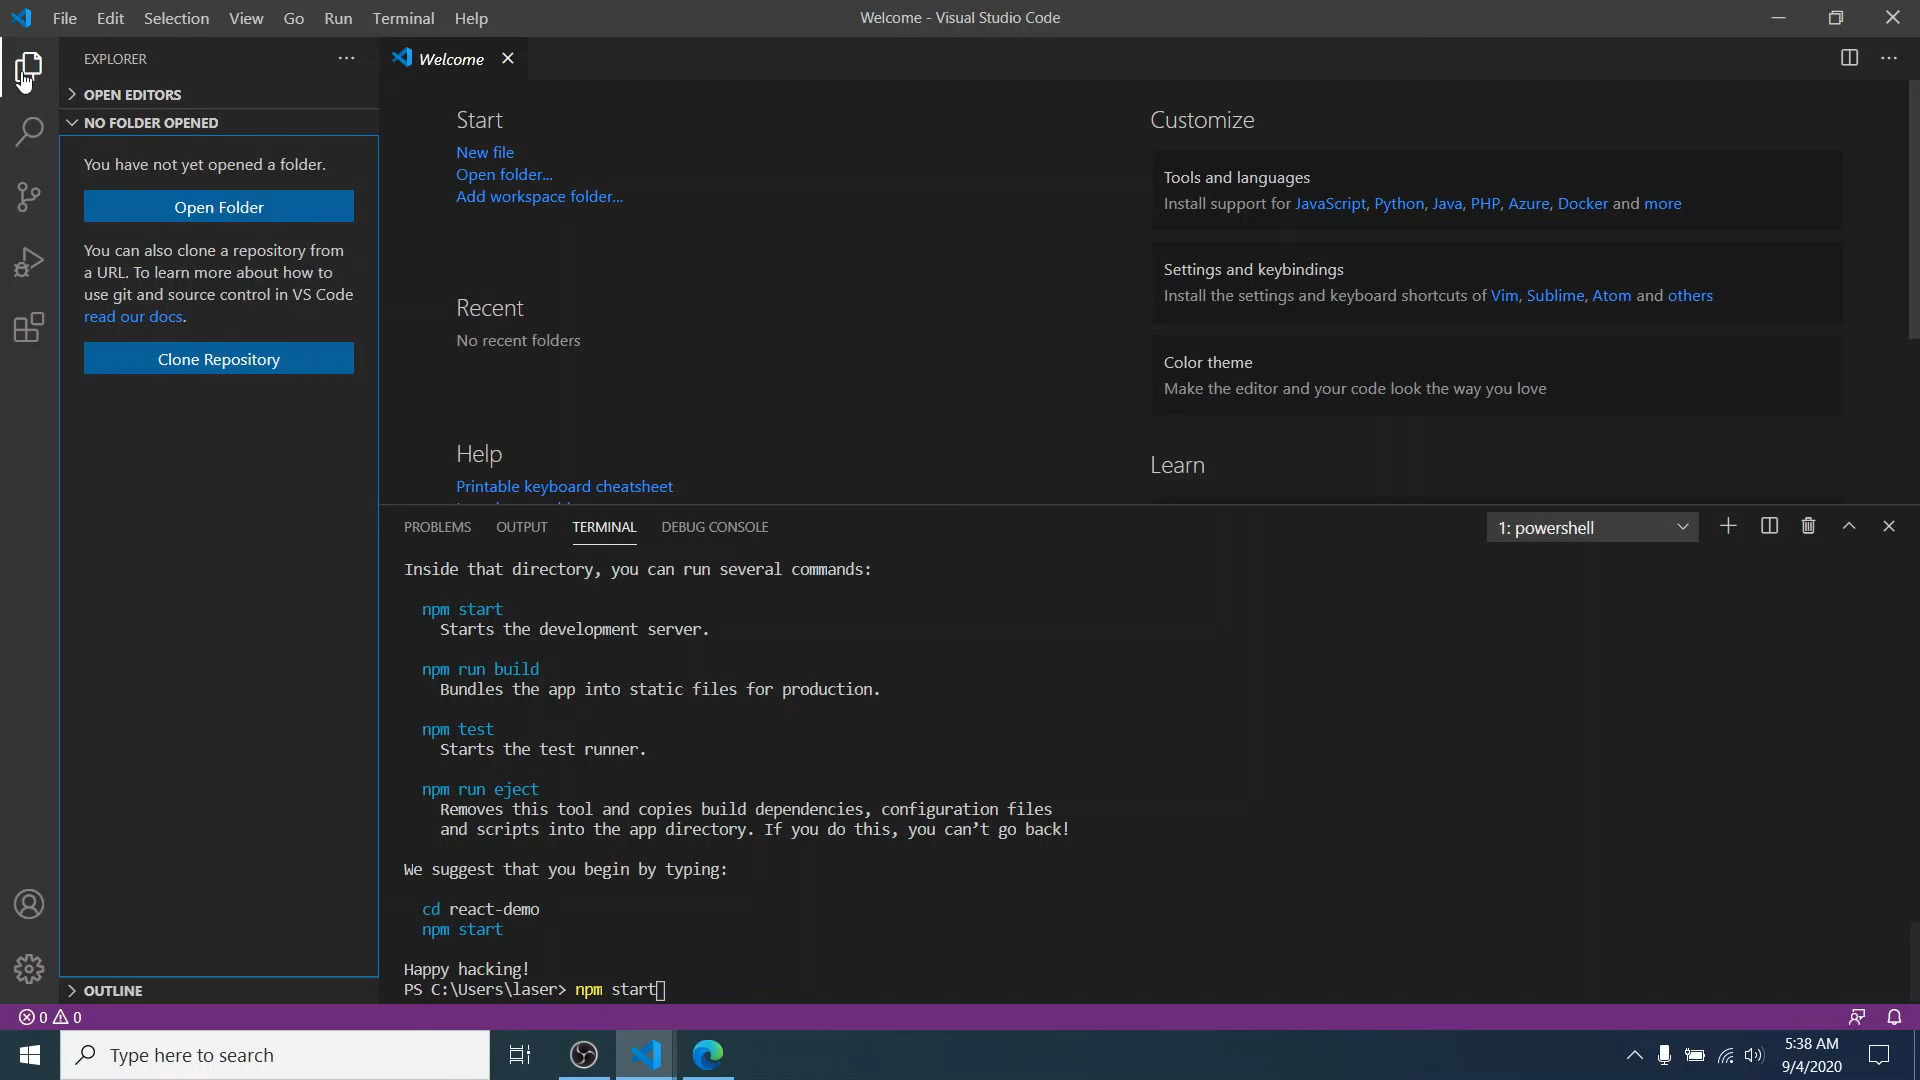 File Edit Selection View Go Run Terminal Help
Welcome - Visual Studio Code
EXPLORER
OPEN EDITORS
NO FOLDER OPENED
You have not yet opened a folder.
Open Folder
You can also clone a repository from
a URL. To learn more about how to
use git and source control in VS Code
read our docs.
Clone Repository
OUTLINE
Welcome
Start
New file
Open folder...
Add workspace folder...
Recent
No recent folders
Help
Printable keyboard cheatsheet
Customize
Tools and languages
Install support for JavaScript, Python, Java, PHP, Azure, Docker and more
Settings and keybindings
Install the settings and keyboard shortcuts of Vim, Sublime, Atom and others
Color theme
Make the editor and your code look the way you love
Learn
PROBLEMS OUTPUT TERMINAL DEBUG CONSOLE
1: powershell
Inside that directory, you can run several commands:
npm start
Starts the development server.
npm run build
Bundles the app into static files for production.
npm test
Starts the test runner.
npm run eject
Removes this tool and copies build dependencies, configuration files
and scripts into the app directory. If you do this, you can’t go back!
We suggest that you begin by typing:
cd react-demo
npm start
Happy hacking!
PS C:\Users\laser> npm start
0 0
Type here to search
5:38 AM
9/4/2020